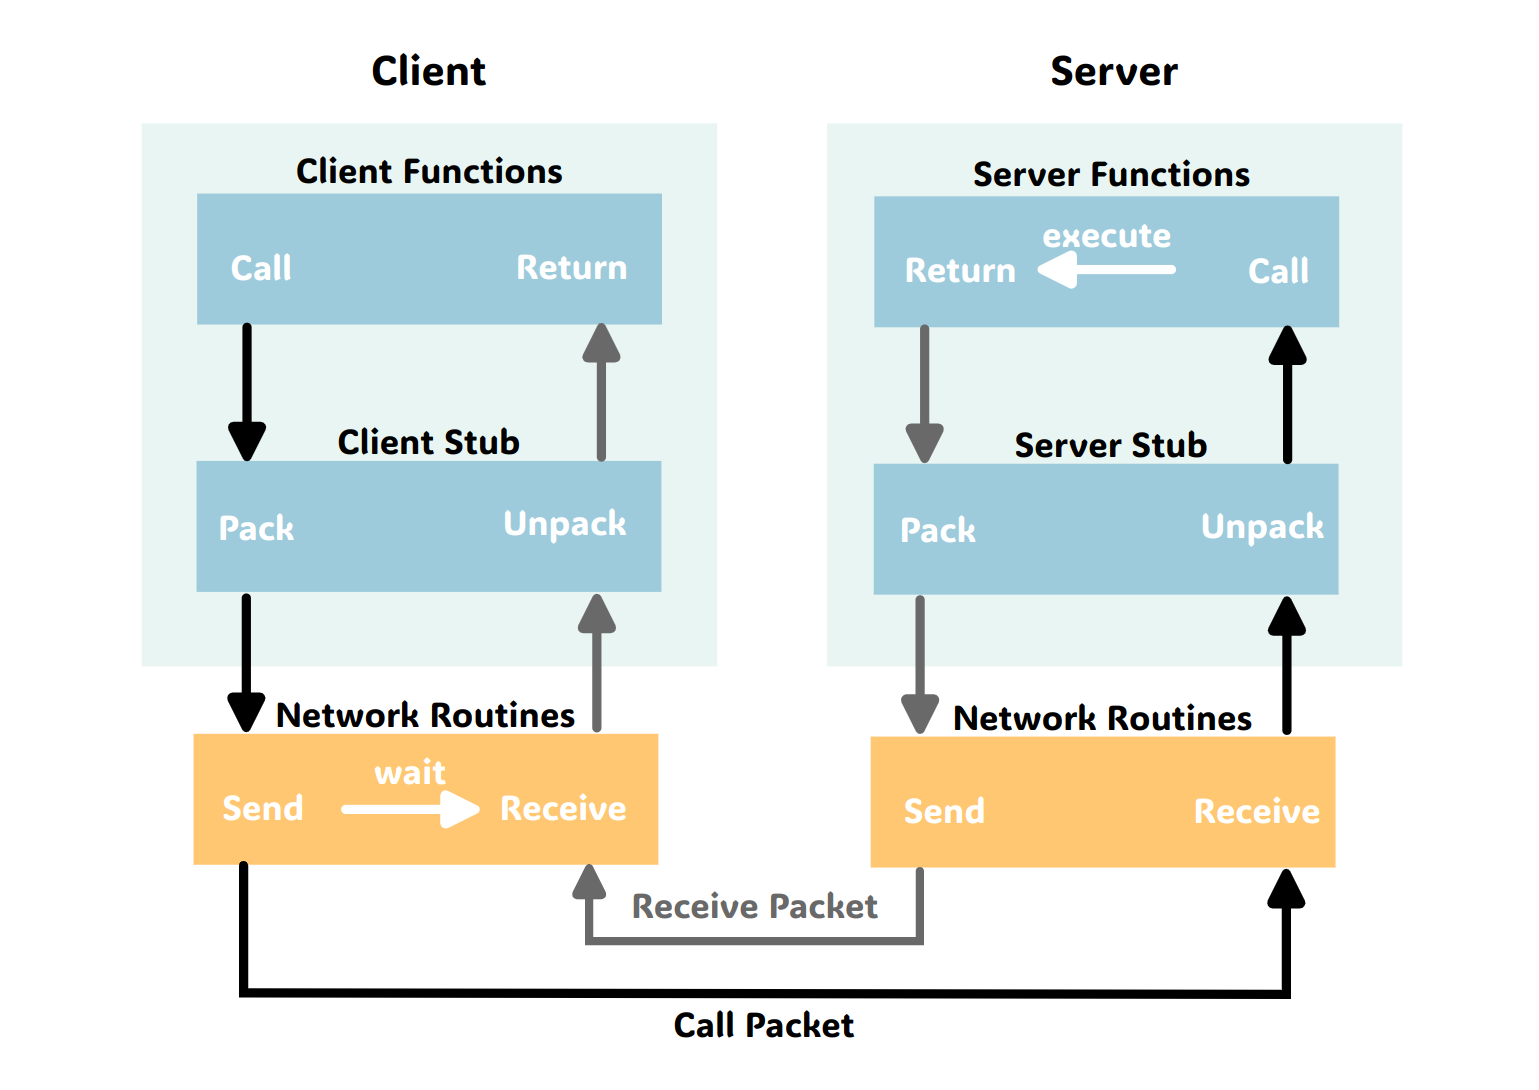 Client
Server
Client Functions
Call
Return
Client Stub
Pack
Unpack
Network Routines
wait
Send
Receive
Server Functions
execute
Return
Call
Server Stub
Pack
Unpack
Network Routines
Send
Receive
Receive Packet
Call Packet